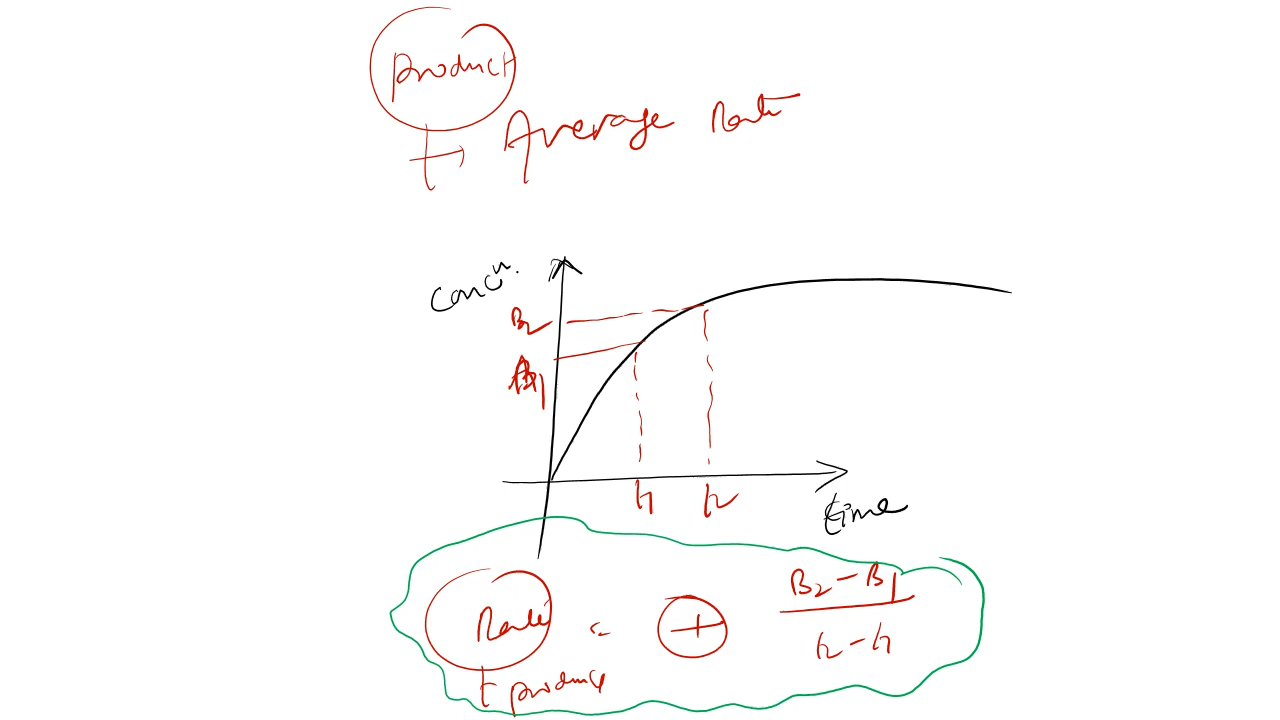 product
Average Rate
concn.
B2
B1
t1 t2
time
Rate = + B2 - B1
t2 - t1
product